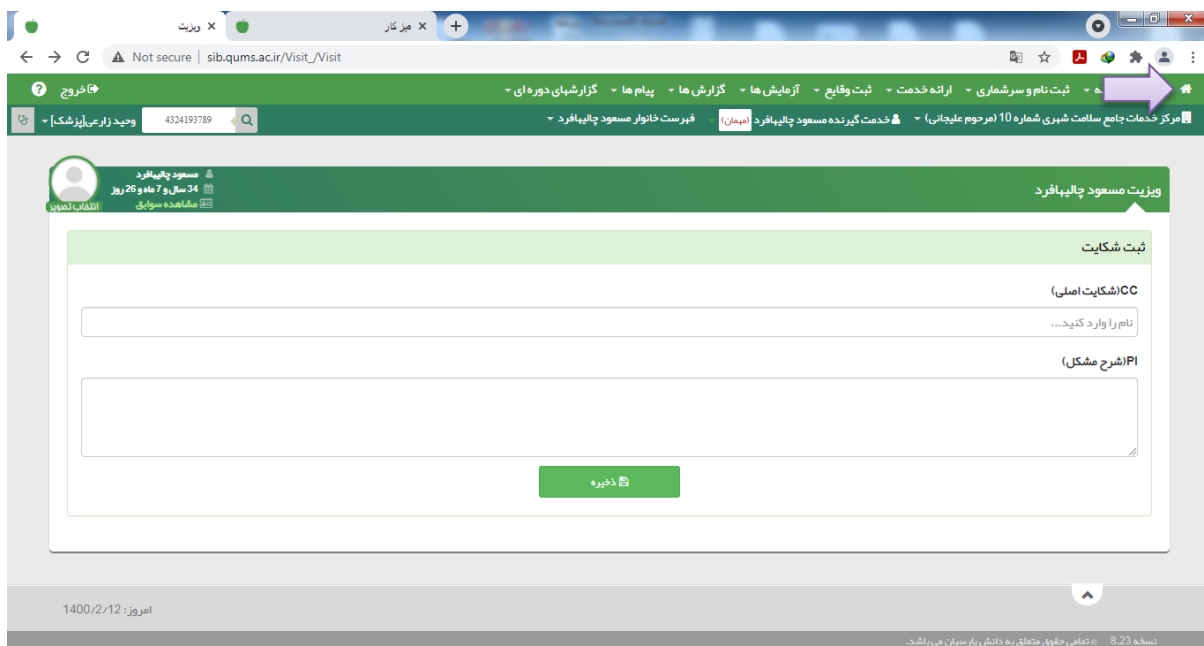 ویزیت
میز کار
Not secure | sib.qums.ac.ir/Visit_/Visit
ثبت نام و سرشماری ارائه خدمت ثبت وقایع آزمایش ها گزارش ها پیام ها گزارشهای دوره ای خروج
مرکز خدمات جامع سلامت شهری شماره 10 (مرحوم علیجانی) خدمت گیرنده مسعود چالیپافرد (میهمان) فهرست خانوار مسعود چالیپافرد 4324193789 وحید زارعی[پزشک]
مسعود چالیپافرد
34 سال و 7 ماه و 26 روز
مشاهده سوابق
انتخاب تصویر
ویزیت مسعود چالیپافرد
ثبت شکایت
CC(شکایت اصلی)
نام را وارد کنید...
PI(شرح مشکل)
ذخیره
امروز: 1400/2/12
نسخه 8.23 © تمامی حقوق متعلق به دانش پارسیان می باشد.